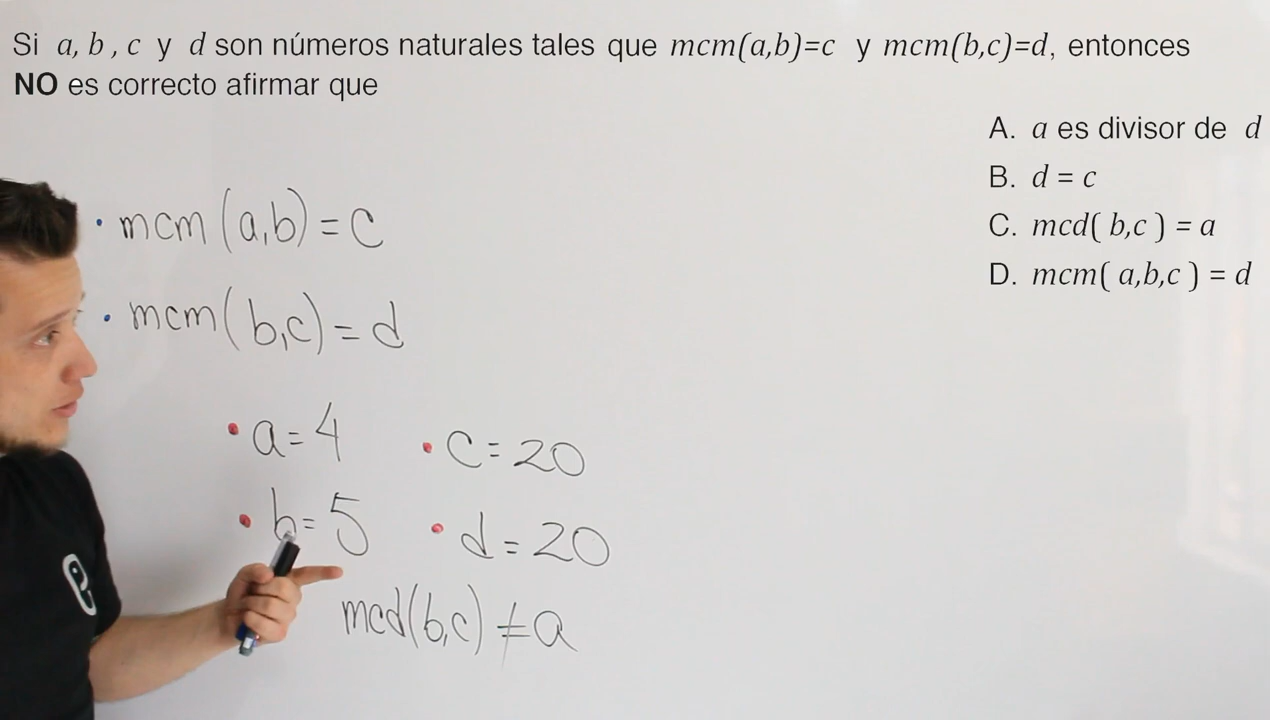 Si a, b , c y d son números naturales tales que mcm(a,b)=c y mcm(b,c)=d, entonces
NO es correcto afirmar que
A. a es divisor de d
B. d = c
C. mcd( b,c ) = a
D. mcm( a,b,c ) = d
• mcm (a,b) = c
• mcm( b,c) = d
• a = 4
• c = 20
• b = 5
• d = 20
mcd(b,c) ≠ a
e